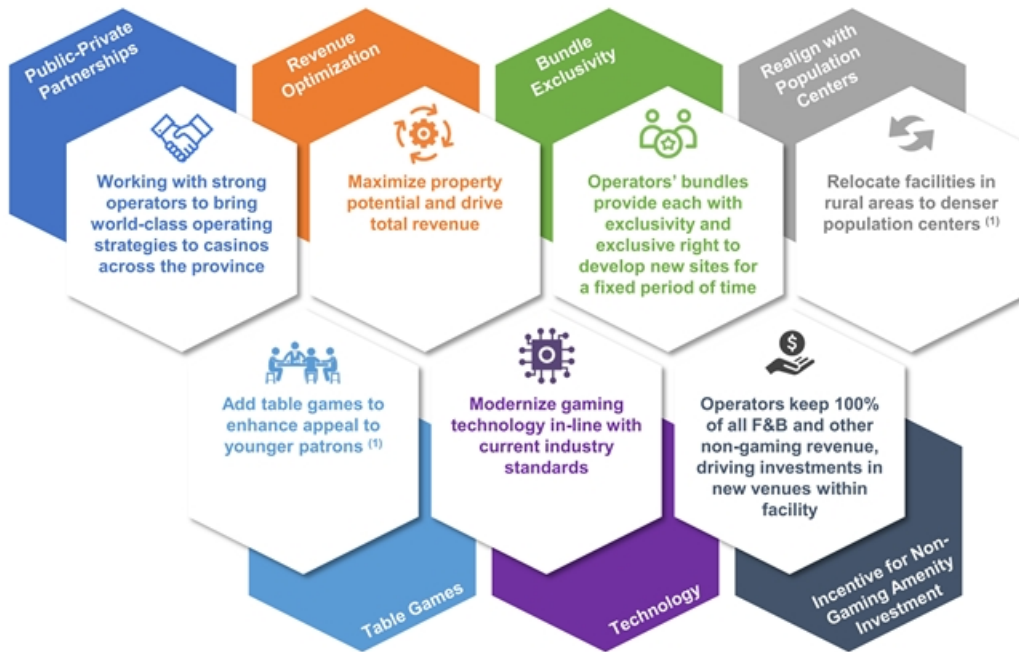 Public-Private
Partnerships
Working with strong
operators to bring
world-class operating
strategies to casinos
across the province
Revenue
Optimization
Maximize property
potential and drive
total revenue
Bundle
Exclusivity
Operators’ bundles
provide each with
exclusivity and
exclusive right to
develop new sites for
a fixed period of time
Realign with
Population
Centers
Relocate facilities in
rural areas to denser
population centers (1)
Add table games to
enhance appeal to
younger patrons (1)
Table Games
Modernize gaming
technology in-line with
current industry
standards
Technology
$
Operators keep 100%
of all F&B and other
non-gaming revenue,
driving investments in
new venues within
facility
Incentive for Non-
Gaming Amenity
Investment